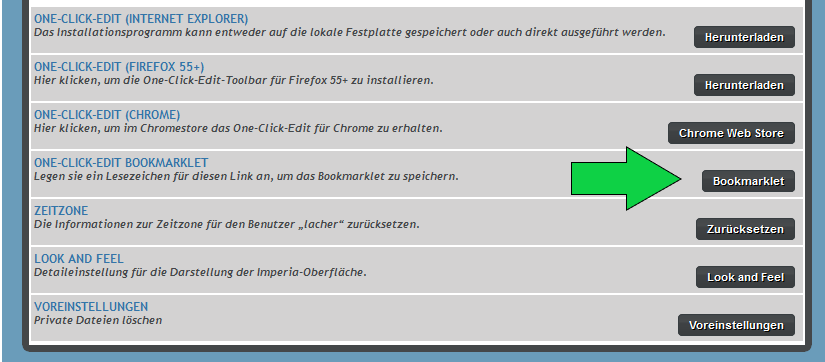 ONE-CLICK-EDIT (INTERNET EXPLORER)
Das Installationsprogramm kann entweder auf die lokale Festplatte gespeichert oder auch direkt ausgeführt werden.
Herunterladen
ONE-CLICK-EDIT (FIREFOX 55+)
Hier klicken, um die One-Click-Edit-Toolbar für Firefox 55+ zu installieren.
Herunterladen
ONE-CLICK-EDIT (CHROME)
Hier klicken, um im Chromestore das One-Click-Edit für Chrome zu erhalten.
Chrome Web Store
ONE-CLICK-EDIT BOOKMARKLET
Legen sie ein Lesezeichen für diesen Link an, um das Bookmarklet zu speichern.
Bookmarklet
ZEITZONE
Die Informationen zur Zeitzone für den Benutzer „lacher“ zurücksetzen.
Zurücksetzen
LOOK AND FEEL
Detaileinstellung für die Darstellung der Imperia-Oberfläche.
Look and Feel
VOREINSTELLUNGEN
Private Dateien löschen
Voreinstellungen